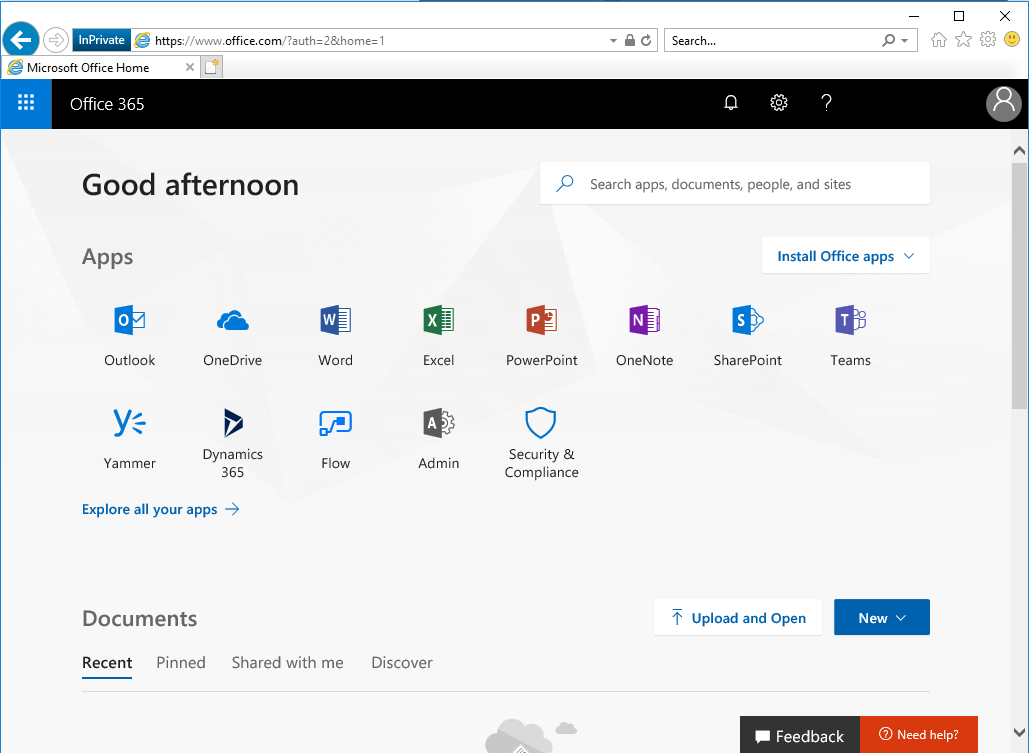 InPrivate https://www.office.com/?auth=2&home=1 Search...
Microsoft Office Home
Office 365 ?
Good afternoon
Search apps, documents, people, and sites
Apps
Install Office apps
Outlook OneDrive Word Excel PowerPoint OneNote SharePoint Teams
Yammer Dynamics 365 Flow Admin Security & Compliance
Explore all your apps
Documents
Upload and Open New
Recent Pinned Shared with me Discover
Feedback Need help?